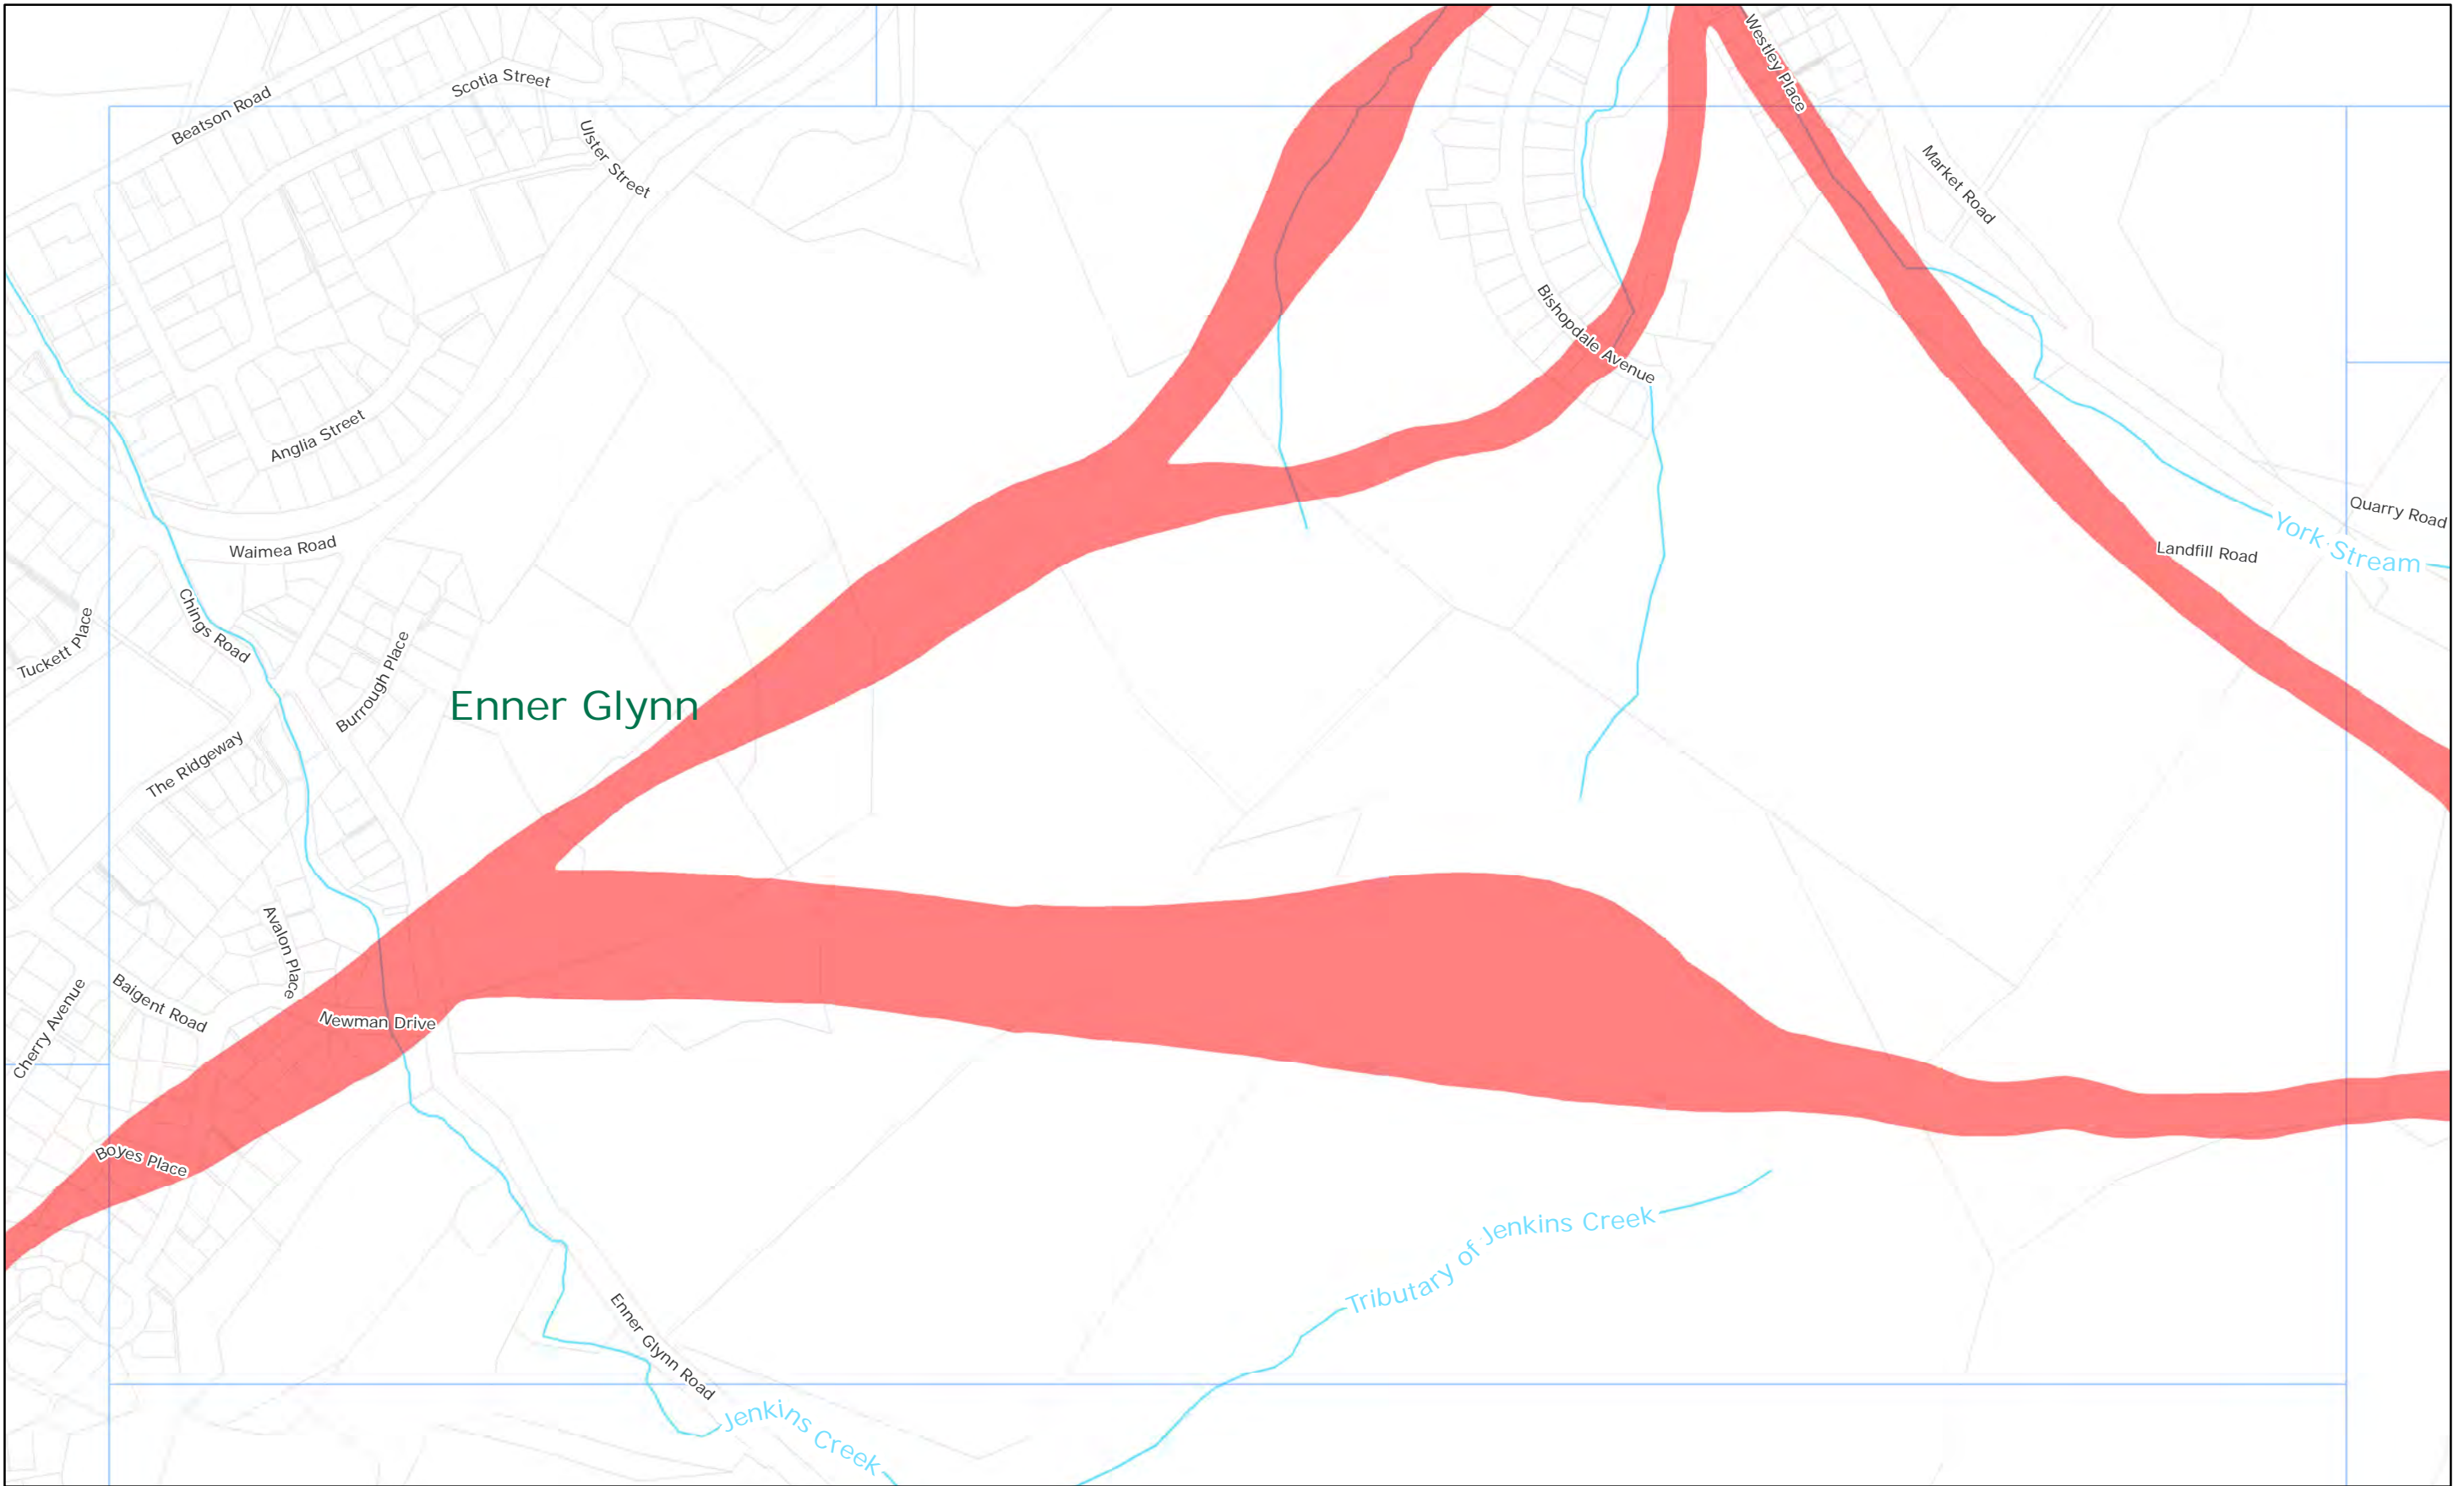 Westley Place
Scotia Street
Beatson Road
Ulster Street
Market Road
Bishopdale Avenue
Anglia Street
Quarry Road
York Stream
Waimea Road
Landfill Road
Chings Road
Tuckett Place
Burrough Place
Enner Glynn
The Ridgeway
Avalon Place
Baigent Road
Newman Drive
Cherry Avenue
Boyes Place
Tributary of Jenkins Creek
Enner Glynn Road
Jenkins Creek